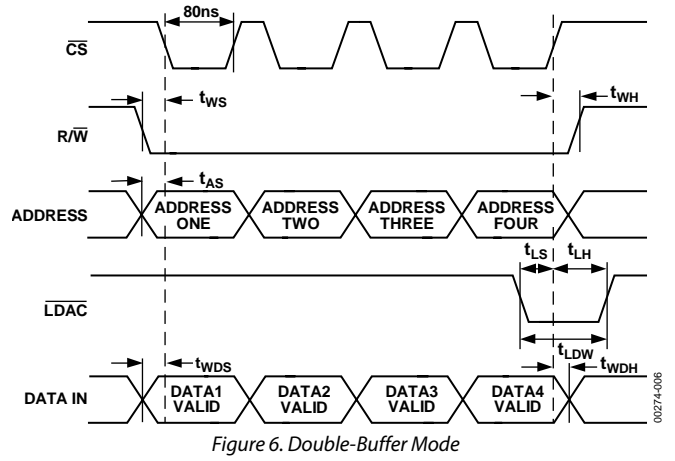 80ns
CS
tWS
tWH
R/W
tAS
ADDRESS
ADDRESS ONE
ADDRESS TWO
ADDRESS THREE
ADDRESS FOUR
tLS
tLH
LDAC
tLDW
tWDS
tWDH
DATA IN
DATA1 VALID
DATA2 VALID
DATA3 VALID
DATA4 VALID
00274-006
Figure 6. Double-Buffer Mode